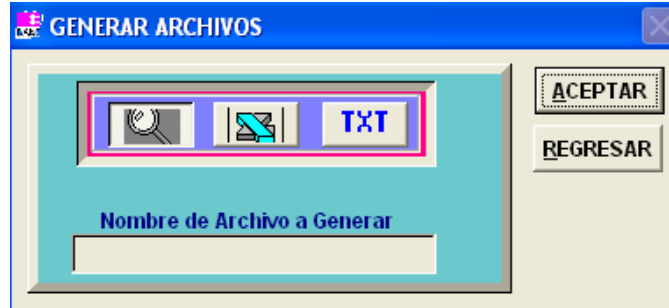 GENERAR ARCHIVOS
TXT
ACEPTAR
REGRESAR
Nombre de Archivo a Generar